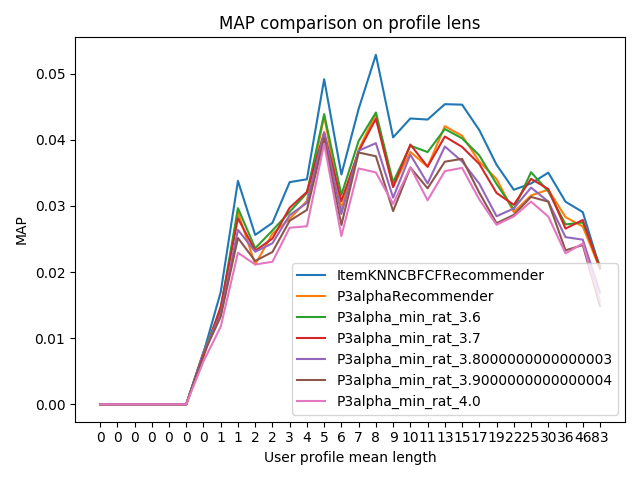 MAP comparison on profile lens
MAP
0.05
0.04
0.03
0.02
0.01
0.00
ItemKNNCBFCFRecommender
P3alphaRecommender
P3alpha_min_rat_3.6
P3alpha_min_rat_3.7
P3alpha_min_rat_3.8000000000000003
P3alpha_min_rat_3.9000000000000004
P3alpha_min_rat_4.0
0 0 0 0 0 0 0 1 1 2 2 3 4 5 6 7 8 9 10 11 13 15 17 19 22 25 30 36 46 83
User profile mean length